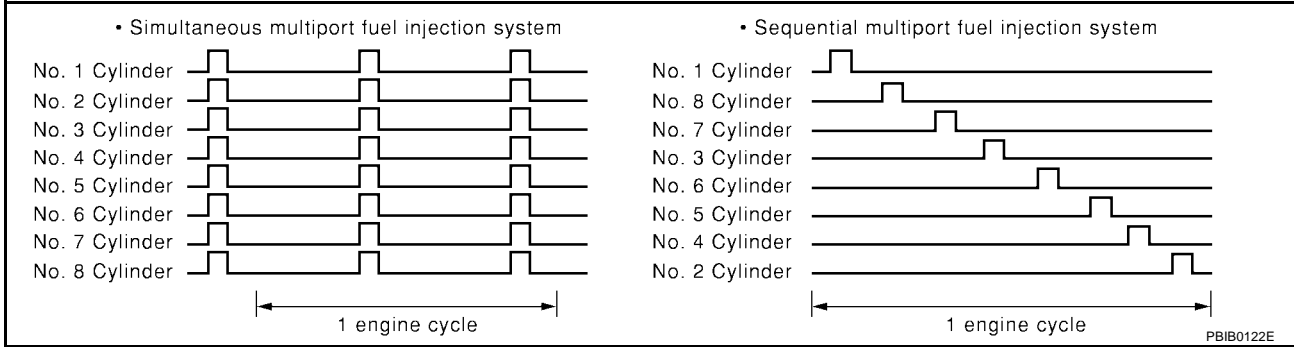 • Simultaneous multiport fuel injection system
No. 1 Cylinder
No. 2 Cylinder
No. 3 Cylinder
No. 4 Cylinder
No. 5 Cylinder
No. 6 Cylinder
No. 7 Cylinder
No. 8 Cylinder
1 engine cycle
• Sequential multiport fuel injection system
No. 1 Cylinder
No. 8 Cylinder
No. 7 Cylinder
No. 3 Cylinder
No. 6 Cylinder
No. 5 Cylinder
No. 4 Cylinder
No. 2 Cylinder
1 engine cycle
PBIB0122E